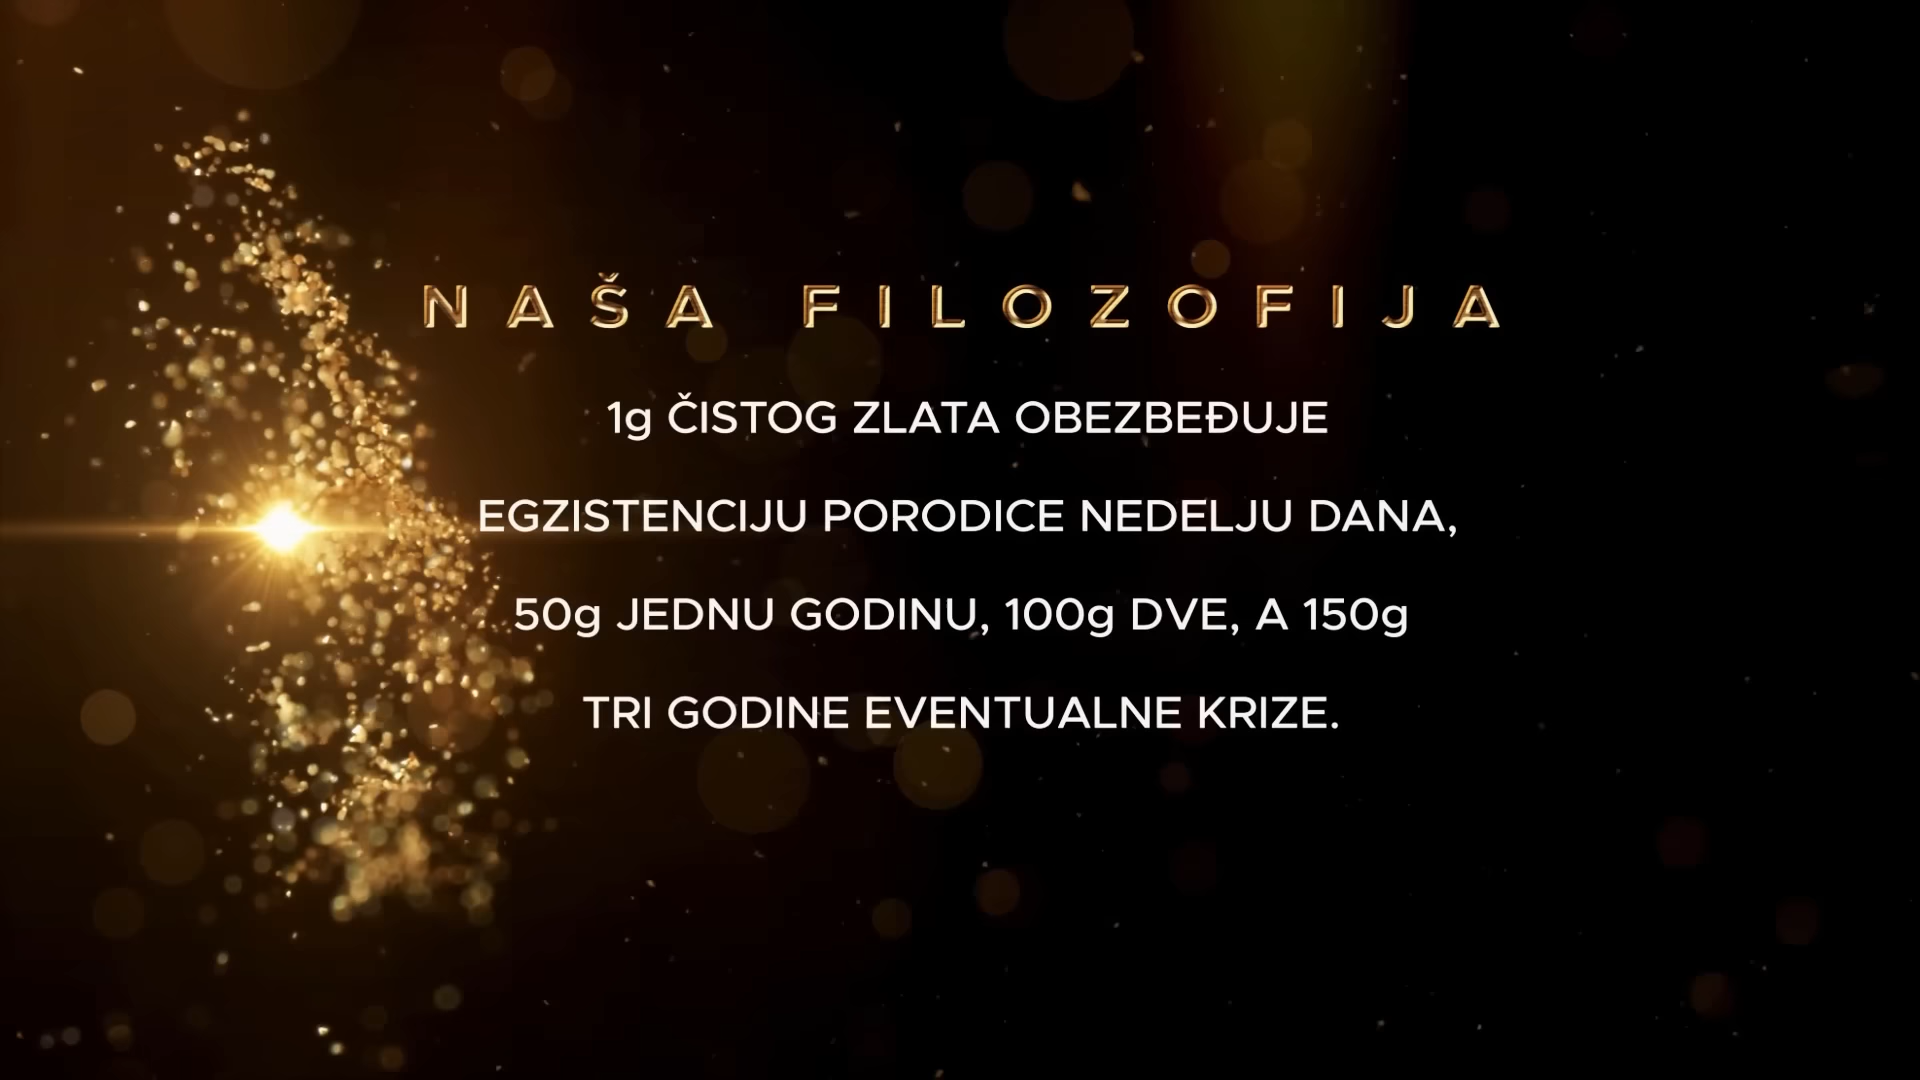 NAŠA FILOZOFIJA
1g ČISTOG ZLATA OBEZBEĐUJE
EGZISTENCIJU PORODICE NEDELJU DANA,
50g JEDNU GODINU, 100g DVE, A 150g
TRI GODINE EVENTUALNE KRIZE.